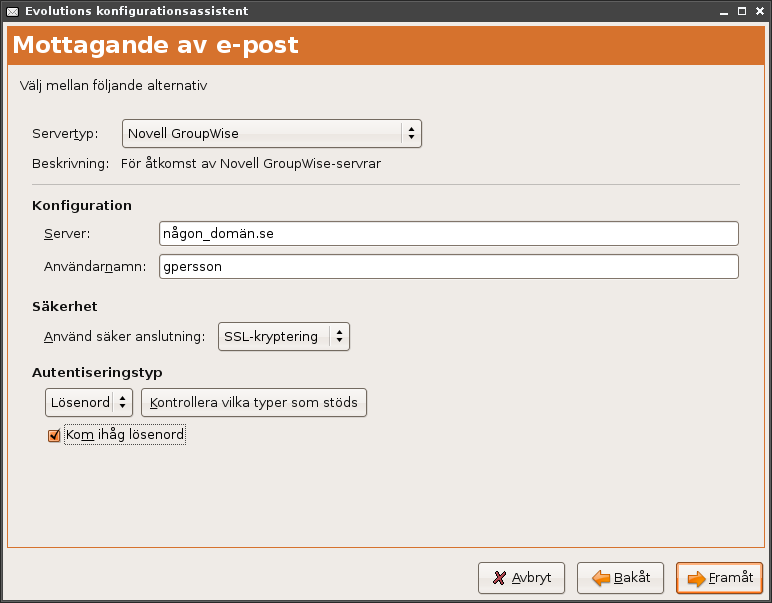 Evolutions konfigurationsassistent
Mottagande av e-post
Välj mellan följande alternativ
Servertyp: Novell GroupWise
Beskrivning: För åtkomst av Novell GroupWise-servrar
Konfiguration
Server: någon_domän.se
Användarnamn: gpersson
Säkerhet
Använd säker anslutning: SSL-kryptering
Autentiseringstyp
Lösenord Kontrollera vilka typer som stöds
Kom ihåg lösenord
Avbryt Bakåt Framåt